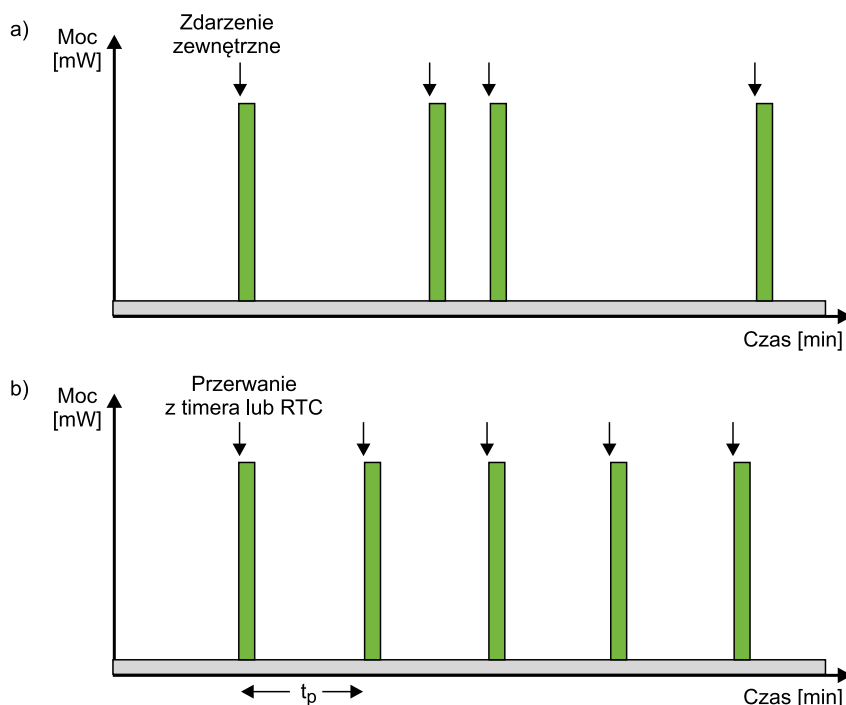 a)
Moc
[mW]
Zdarzenie
zewnętrzne
Czas [min]
b)
Moc
[mW]
Przerwanie
z timera lub RTC
tp
Czas [min]